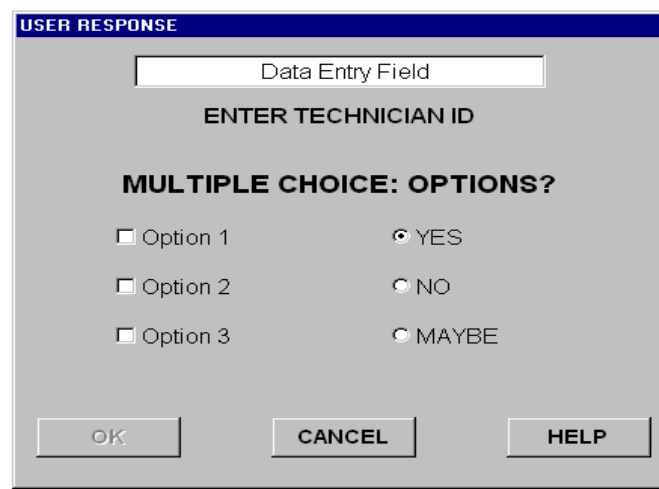 USER RESPONSE
Data Entry Field
ENTER TECHNICIAN ID
MULTIPLE CHOICE: OPTIONS?
Option 1 YES
Option 2 NO
Option 3 MAYBE
OK CANCEL HELP